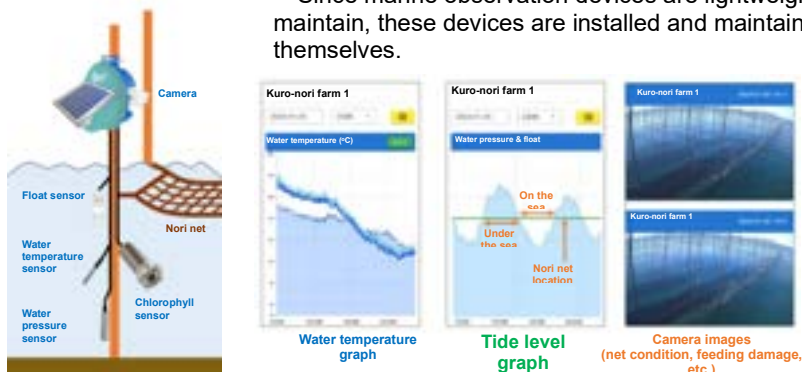 Since marine observation devices are lightweigh
maintain, these devices are installed and maintain
themselves.
Camera
Float sensor
Nori net
Water
temperature
sensor
Chlorophyll
sensor
Water
pressure
sensor
Kuro-nori farm 1
Water temperature (ºC)
Water temperature
graph
Kuro-nori farm 1
Water pressure & float
On the
sea
Under
the sea
Nori net
location
Tide level
graph
Kuro-nori farm 1
Kuro-nori farm 1
Camera images
(net condition, feeding damage,
etc.)